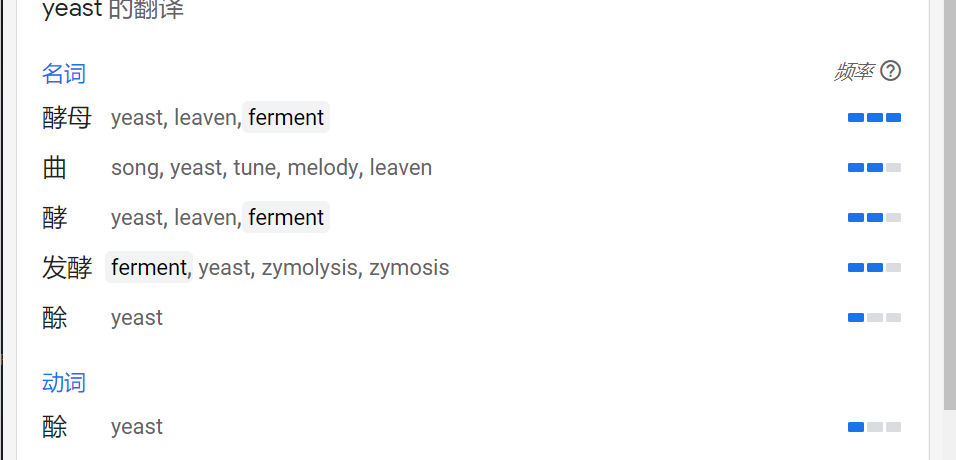 yeast 的翻译
名词 频率
酵母 yeast, leaven, ferment
曲 song, yeast, tune, melody, leaven
酵 yeast, leaven, ferment
发酵 ferment, yeast, zymolysis, zymosis
酴 yeast
动词
酴 yeast